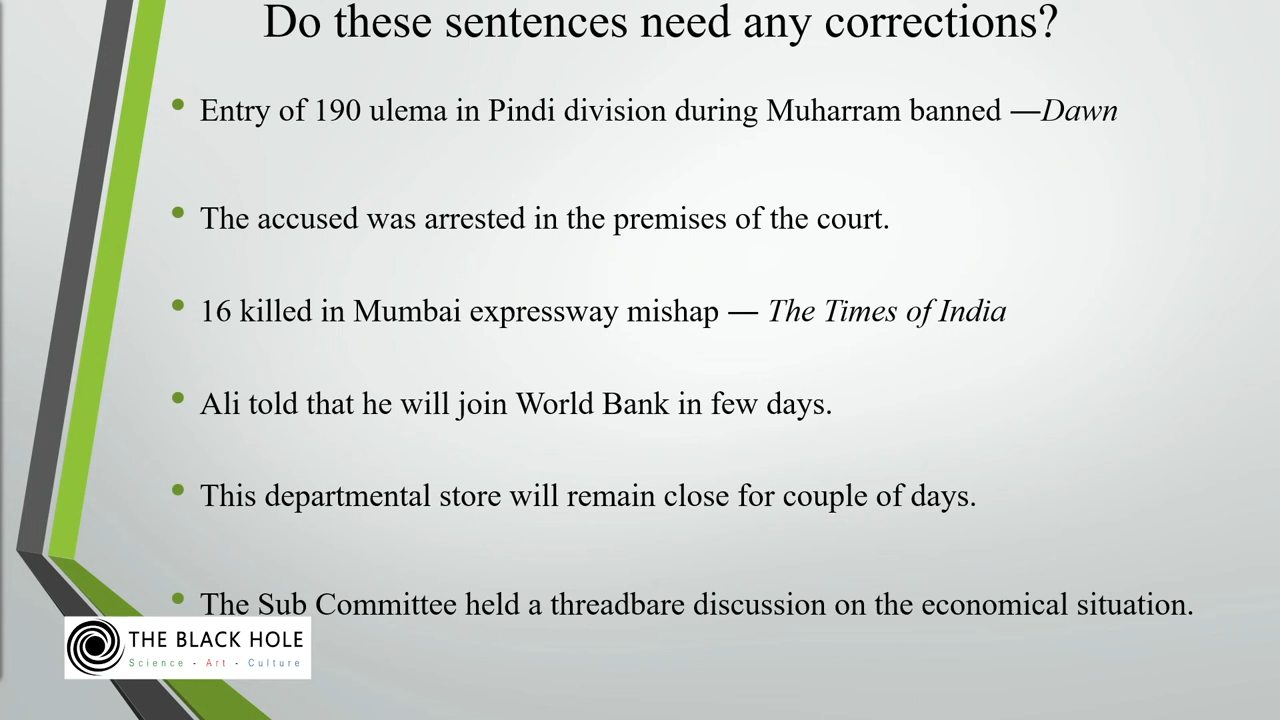 Do these sentences need any corrections?
• Entry of 190 ulema in Pindi division during Muharram banned —Dawn
• The accused was arrested in the premises of the court.
• 16 killed in Mumbai expressway mishap — The Times of India
• Ali told that he will join World Bank in few days.
• This departmental store will remain close for couple of days.
• The Sub Committee held a threadbare discussion on the economical situation.
THE BLACK HOLE
Science - Art - Culture